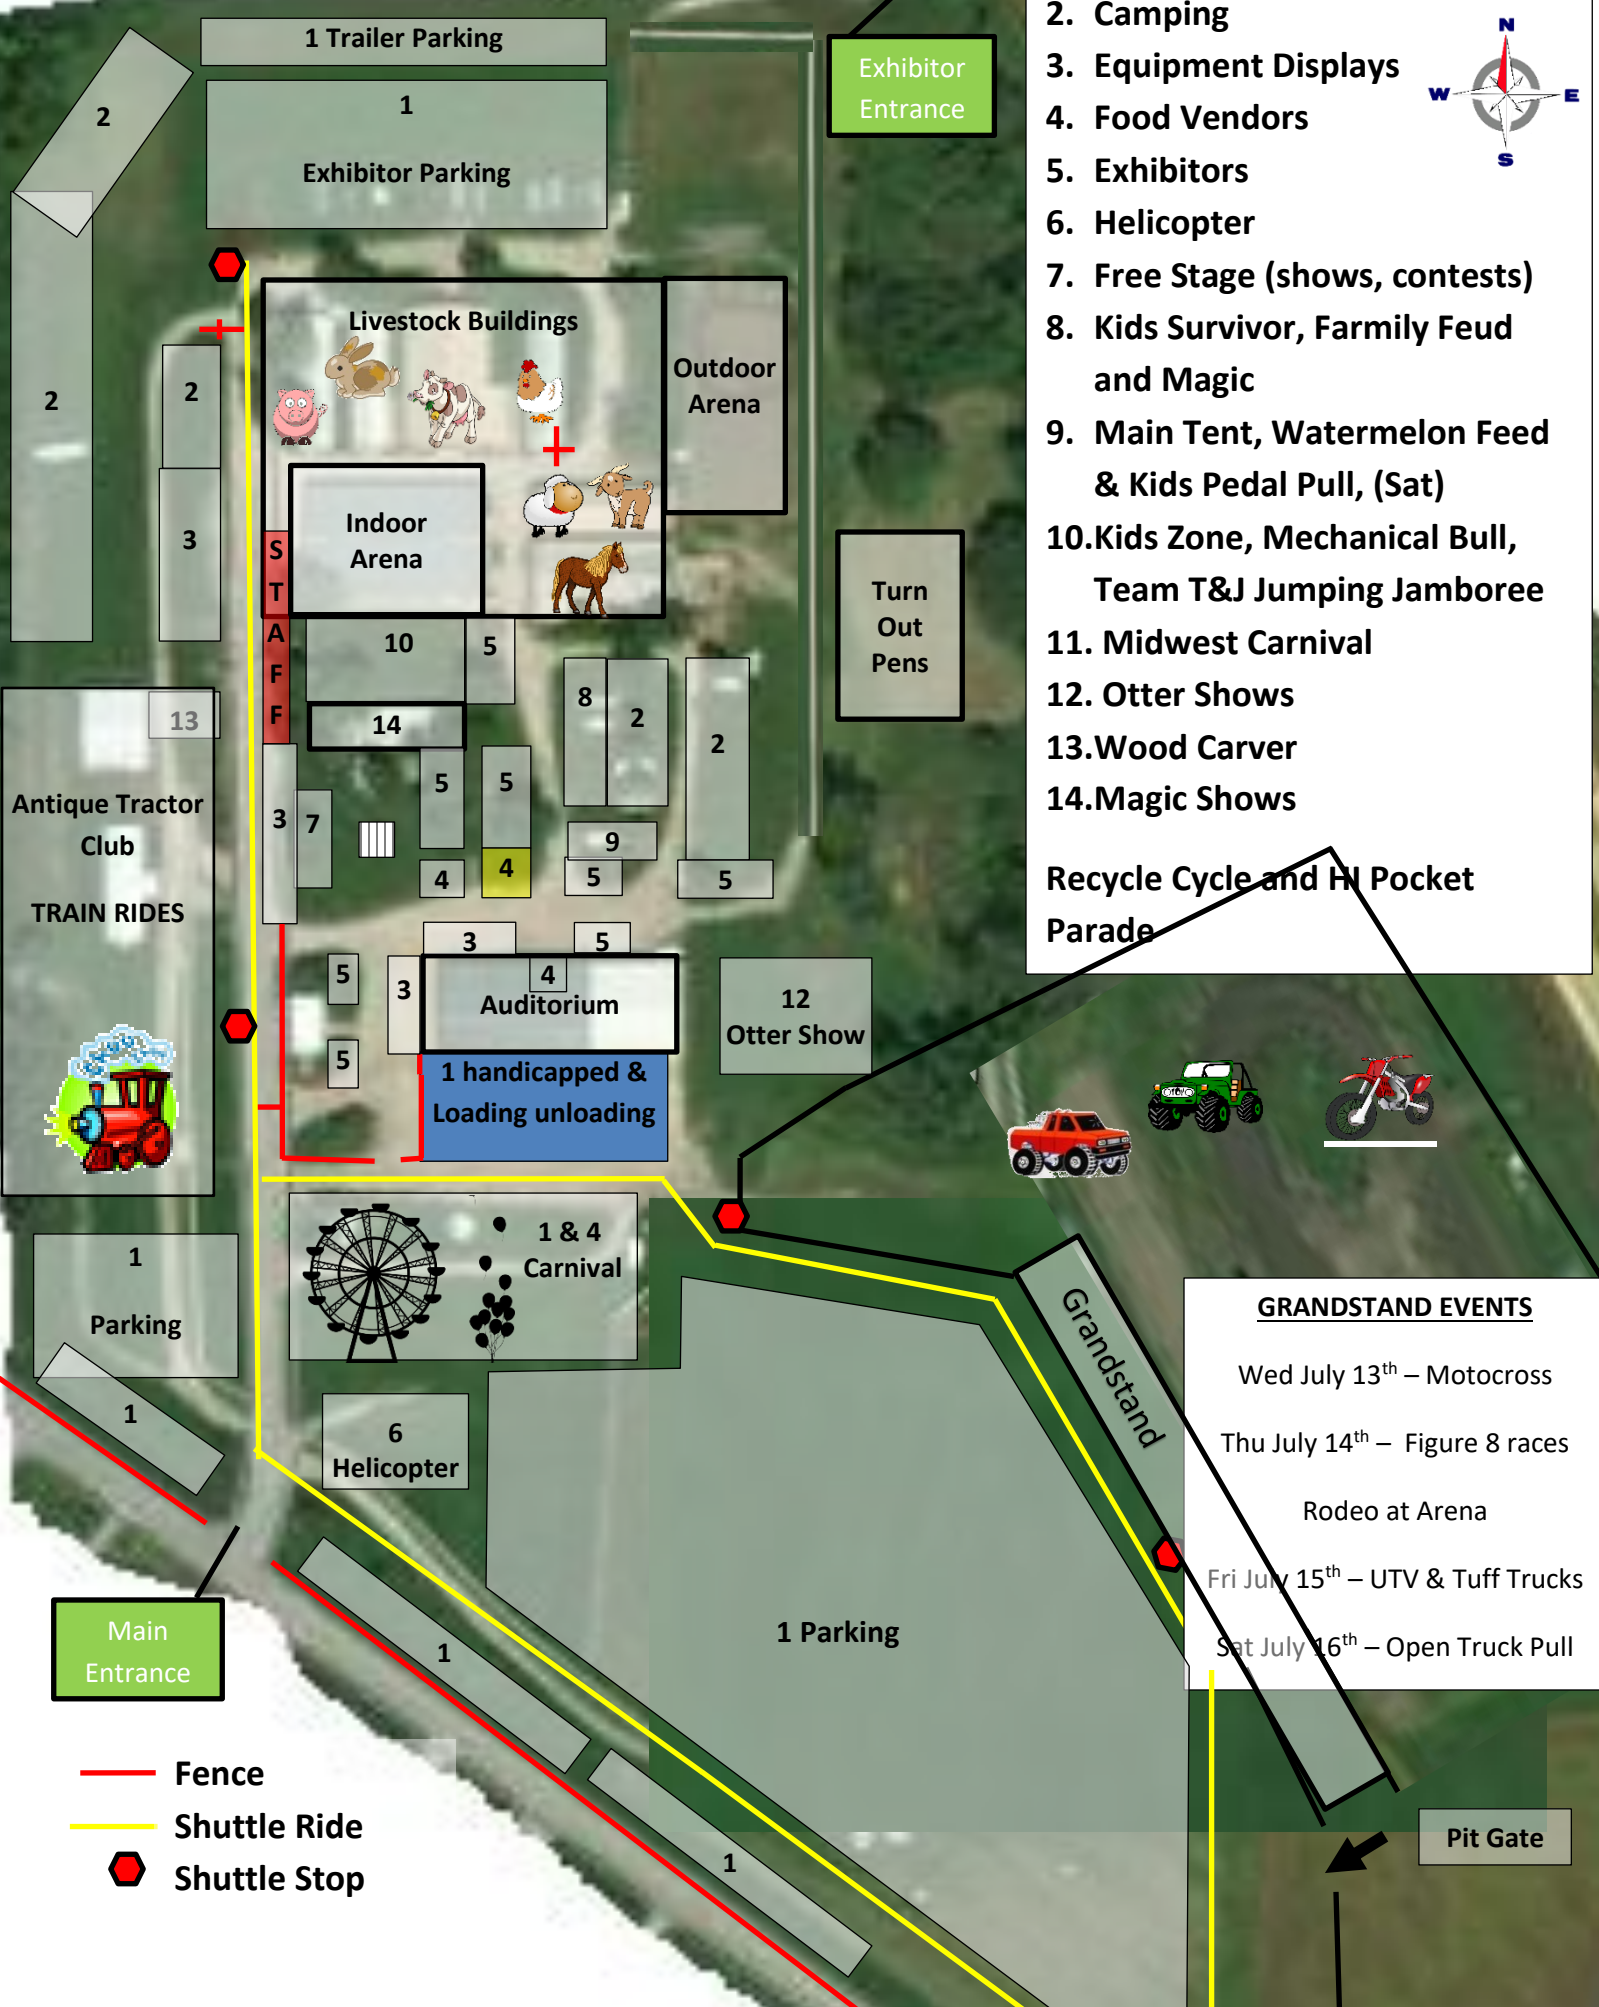 1 Trailer Parking
2
1
Exhibitor Parking
Exhibitor
Entrance
2. Camping
3. Equipment Displays
4. Food Vendors
5. Exhibitors
6. Helicopter
7. Free Stage (shows, contests)
8. Kids Survivor, Farmily Feud
and Magic
9. Main Tent, Watermelon Feed
& Kids Pedal Pull, (Sat)
10.Kids Zone, Mechanical Bull,
Team T&J Jumping Jamboree
11. Midwest Carnival
12. Otter Shows
13.Wood Carver
14.Magic Shows
Recycle Cycle and HI Pocket
Parade
N
W
E
S
Livestock Buildings
Outdoor
Arena
2
2
3
Indoor
Arena
STAFF
Turn
Out
Pens
10
5
8
2
2
13
14
Antique Tractor
Club
TRAIN RIDES
3
7
5
5
9
4
4
5
5
3
5
5
3
4
Auditorium
12
Otter Show
5
1 handicapped &
Loading unloading
1 & 4
Carnival
1
Parking
1
6
Helicopter
Grandstand
GRANDSTAND EVENTS
Wed July 13th – Motocross
Thu July 14th – Figure 8 races
Rodeo at Arena
Fri July 15th – UTV & Tuff Trucks
Sat July 16th – Open Truck Pull
Main
Entrance
1
1 Parking
1
Fence
Shuttle Ride
Shuttle Stop
Pit Gate